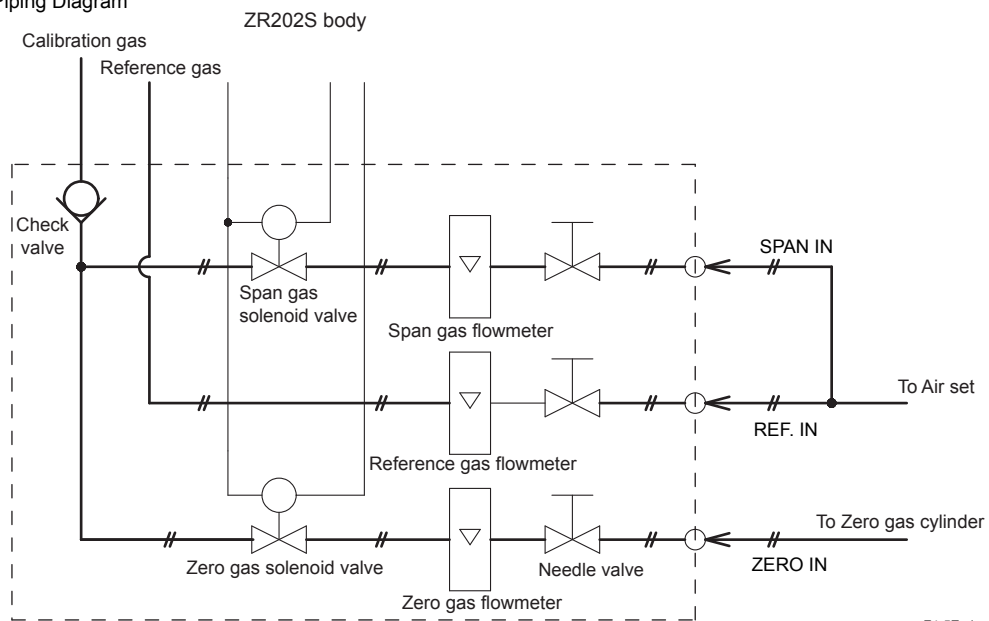 Piping Diagram
ZR202S body
Calibration gas
Reference gas
Check
valve
SPAN IN
Span gas
solenoid valve
Span gas flowmeter
To Air set
REF. IN
Reference gas flowmeter
To Zero gas cylinder
Zero gas solenoid valve
Needle valve
ZERO IN
Zero gas flowmeter